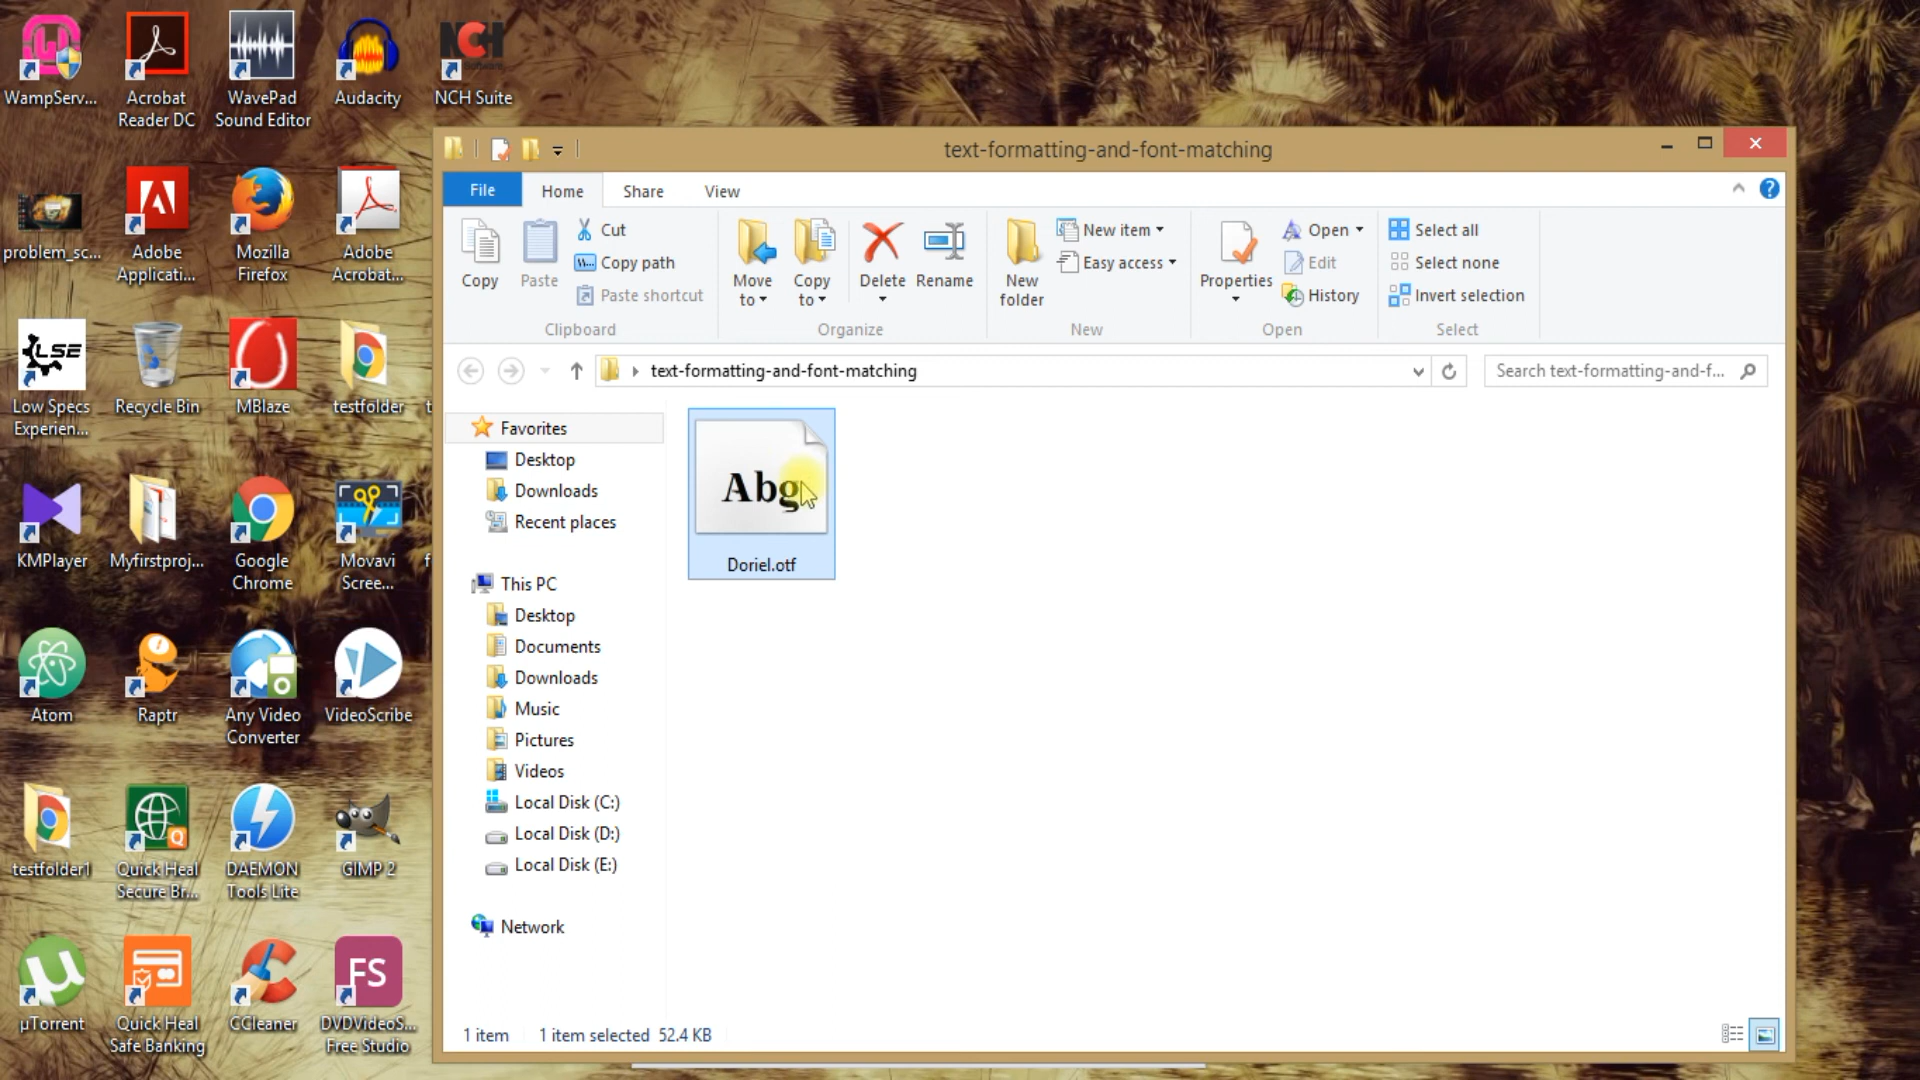 WampServ...
Acrobat
Reader DC
WavePad
Sound Editor
Audacity
NCH
NCH Suite
problem_sc...
Adobe
Applicati...
Mozilla
Firefox
Adobe
Acrobat...
LSE
Low Specs
Experien...
Recycle Bin
MBlaze
testfolder
KMPlayer
Myfirstproj...
Google
Chrome
Movavi
Scree...
Atom
Raptr
Any Video
Converter
VideoScribe
testfolder1
Quick Heal
Secure Br...
DAEMON
Tools Lite
GIMP 2
µTorrent
Quick Heal
Safe Banking
CCleaner
FS
DVDVideoS...
Free Studio
text-formatting-and-font-matching
File Home Share View
Copy
Paste
Cut
Copy path
Paste shortcut
Clipboard
Move
to
Copy
to
Delete
Rename
Organize
New
folder
New item
Easy access
New
Properties
Open
Edit
History
Open
Select all
Select none
Invert selection
Select
text-formatting-and-font-matching
Search text-formatting-and-f...
Favorites
Desktop
Downloads
Recent places
This PC
Desktop
Documents
Downloads
Music
Pictures
Videos
Local Disk (C:)
Local Disk (D:)
Local Disk (E:)
Network
Abg
Doriel.otf
1 item 1 item selected 52.4 KB